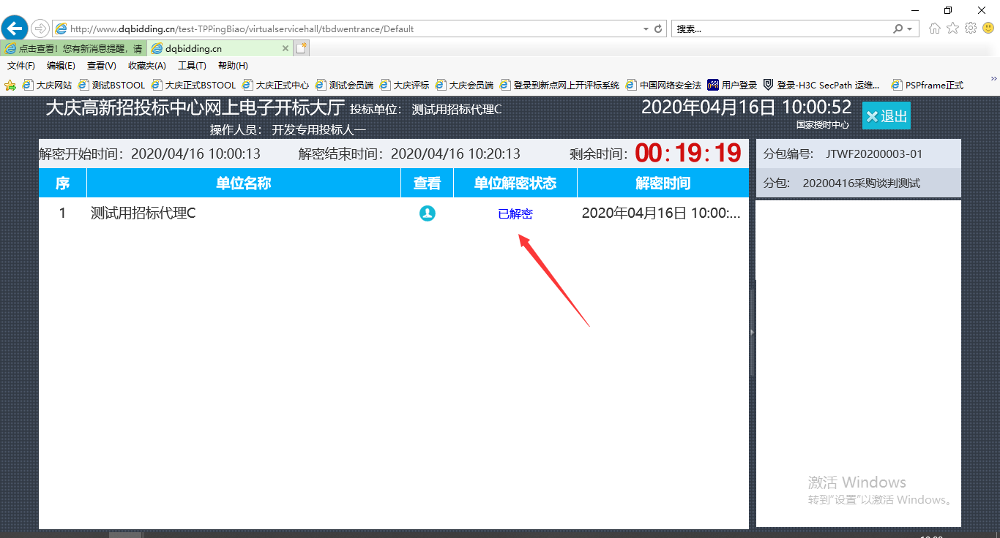 http://www.dqbidding.cn/test-TPPingBiao/virtualservicehall/tbdwentrance/Default
搜索...
点击查看！您有新消息提醒，请
dqbidding.cn
文件(F) 编辑(E) 查看(V) 收藏夹(A) 工具(T) 帮助(H)
大庆网站 测试BSTOOL 大庆正式BSTOOL 大庆正式中心 测试会员端 大庆评标 大庆会员端 登录到新点网上开评标系统 中国网络安全法 用户登录 登录-H3C SecPath 运维... PSPframe正式
大庆高新招投标中心网上电子开标大厅 投标单位： 测试用招标代理C
操作人员： 开发专用投标人一
2020年04月16日 10:00:52
国家授时中心
退出
解密开始时间：2020/04/16 10:00:13 解密结束时间：2020/04/16 10:20:13 剩余时间：00:19:19
序 单位名称 查看 单位解密状态 解密时间
1 测试用招标代理C 已解密 2020年04月16日 10:00:...
分包编号： JTWF20200003-01
分包： 20200416采购谈判测试
激活 Windows
转到"设置"以激活 Windows。